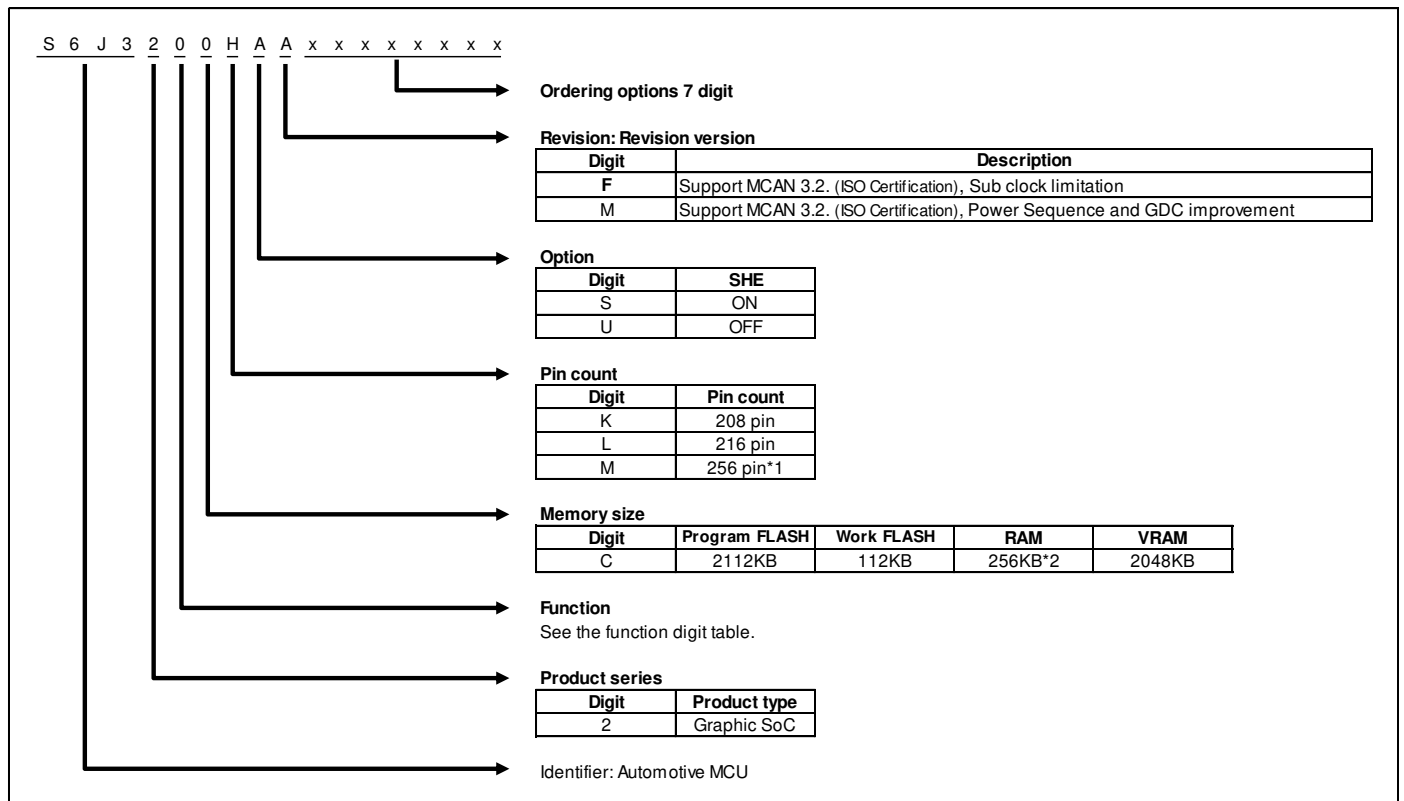 S 6 J 3 2 0 0 H A A x x x x x x x x
Ordering options 7 digit
Revision: Revision version
Digit Description
F Support MCAN 3.2. (ISO Certification), Sub clock limitation
M Support MCAN 3.2. (ISO Certification), Power Sequence and GDC improvement
Option
Digit SHE
S ON
U OFF
Pin count
Digit Pin count
K 208 pin
L 216 pin
M 256 pin*1
Memory size
Digit Program FLASH Work FLASH RAM VRAM
C 2112KB 112KB 256KB*2 2048KB
Function
See the function digit table.
Product series
Digit Product type
2 Graphic SoC
Identifier: Automotive MCU